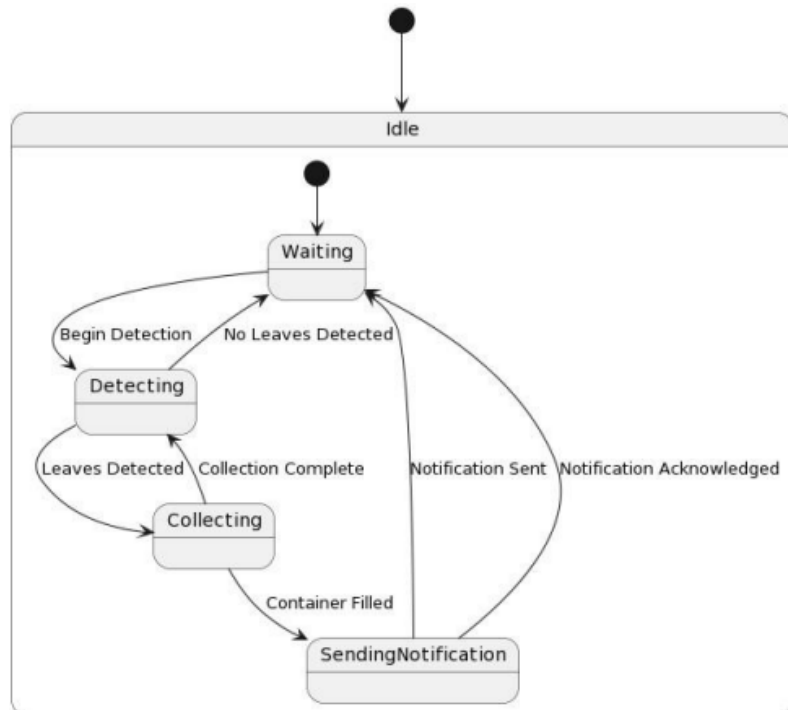 Idle
Waiting
Begin Detection
No Leaves Detected
Detecting
Leaves Detected
Collection Complete
Notification Sent
Notification Acknowledged
Collecting
Container Filled
SendingNotification